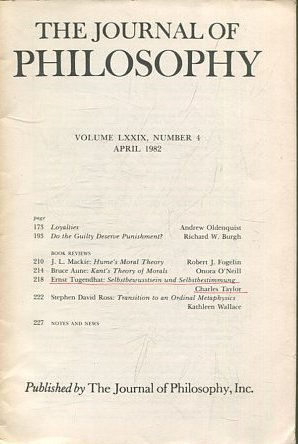 THE JOURNAL OF
PHILOSOPHY
VOLUME LXXIX, NUMBER 4
APRIL 1982
page
173 Loyalties Andrew Oldenquist
193 Do the Guilty Deserve Punishment? Richard W. Burgh
BOOK REVIEWS
210 J. L. Mackie: Hume's Moral Theory Robert J. Fogelin
214 Bruce Aune: Kant's Theory of Morals Onora O'Neill
218 Ernst Tugendhat: Selbstbewusstsein und Selbstbestimmung
Charles Taylor
222 Stephen David Ross: Transition to an Ordinal Metaphysics
Kathleen Wallace
227 NOTES AND NEWS
Published by The Journal of Philosophy, Inc.